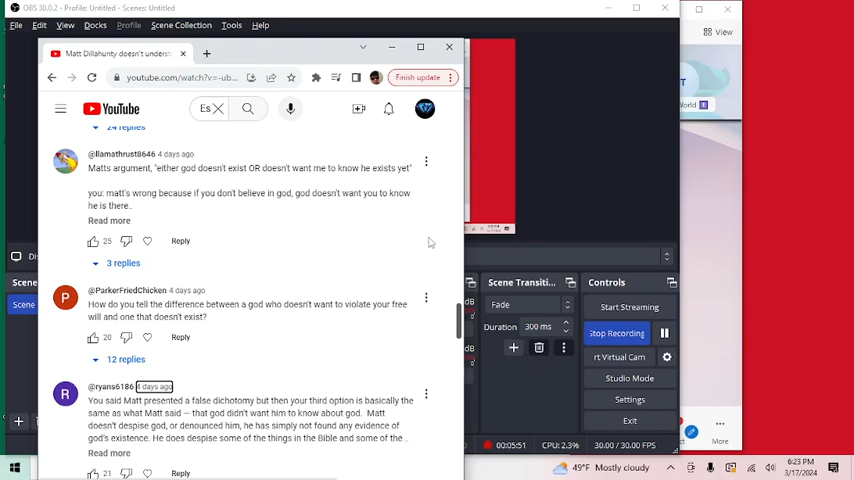 OBS 30.0.2 - Profile: Untitled - Scenes: Untitled
File Edit View Docks Profile Scene Collection Tools Help
View
Matt Dillahunty doesn't underst
youtube.com/watch?v=-ub...
Finish update
YouTube
Es
World
24 replies
@llamathrust8646 4 days ago
Matts argument, "either god doesn't exist OR doesn't want me to know he exists yet"
you: matt's wrong because if you don't believe in god, god doesn't want you to know
he is there..
Read more
25 Reply
3 replies
P
@ParkerFriedChicken 4 days ago
How do you tell the difference between a god who doesn't want to violate your free
will and one that doesn't exist?
20 Reply
12 replies
R
@ryans6186 4 days ago
You said Matt presented a false dichotomy but then your third option is basically the
same as what Matt said — that god didn't want him to know about god. Matt
doesn't despise god, or denounced him, he has simply not found any evidence of
god's existence. He does despise some of the things in the Bible and some of the ..
Read more
21 Reply
Scene
Scene
Scene Transiti...
Fade
Duration 300 ms
dB
dB
Controls
Start Streaming
Stop Recording
rt Virtual Cam
Studio Mode
Settings
Exit
00:05:51 CPU: 2.3% 30.00 / 30.00 FPS
More
49°F Mostly cloudy
6:23 PM
3/17/2024